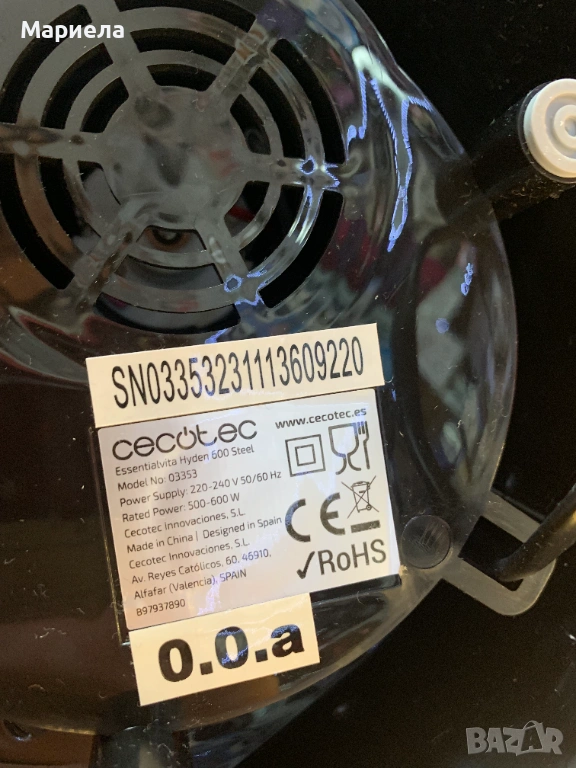 Мариела
SN03353231113609220
cecotec
www.cecotec.es
Essentialvita Hyden 600 Steel
Model No: 03353
Power Supply: 220-240 V 50/60 Hz
Rated Power: 500-600 W
Cecotec Innovaciones, S.L
Made in China | Designed in Spain
Cecotec Innovaciones, S.L
Av. Reyes Católicos, 60, 46910,
Alfafar (Valencia), SPAIN
B97937890
CE
✓RoHS
0.0.a
BAZAR